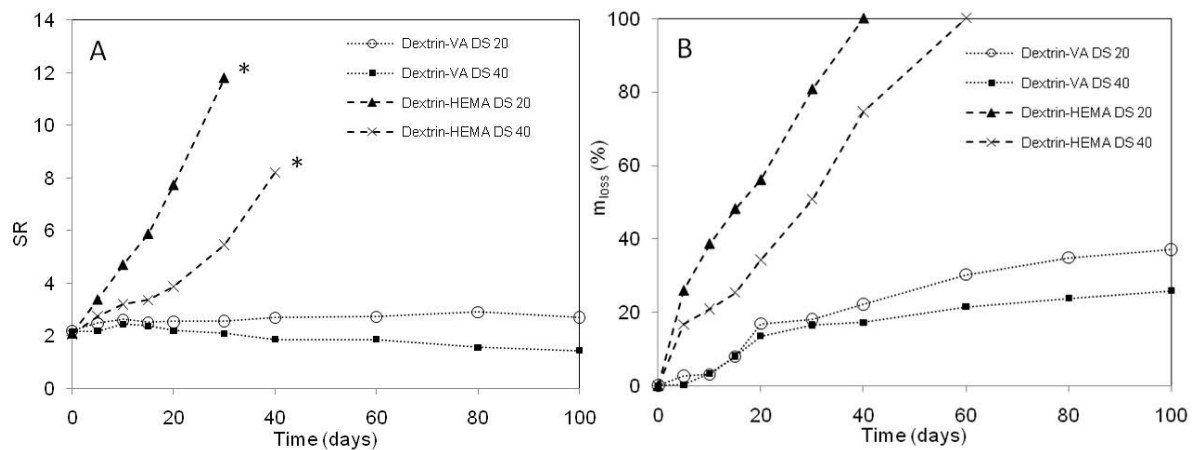 A
SR
14
12
10
8
6
4
2
0
0 20 40 60 80 100
Time (days)
Dextrin-VA DS 20
Dextrin-VA DS 40
Dextrin-HEMA DS 20
Dextrin-HEMA DS 40
*
*
B
mloss (%)
100
80
60
40
20
0
0 20 40 60 80 100
Time (days)
Dextrin-VA DS 20
Dextrin-VA DS 40
Dextrin-HEMA DS 20
Dextrin-HEMA DS 40